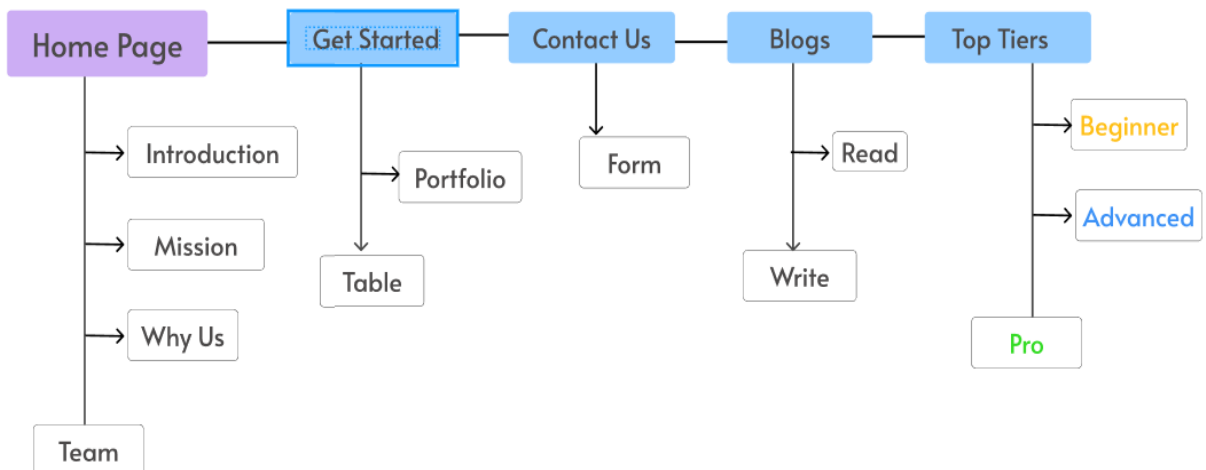 Home Page
Get Started
Contact Us
Blogs
Top Tiers
Introduction
Mission
Why Us
Team
Portfolio
Table
Form
Read
Write
Beginner
Advanced
Pro